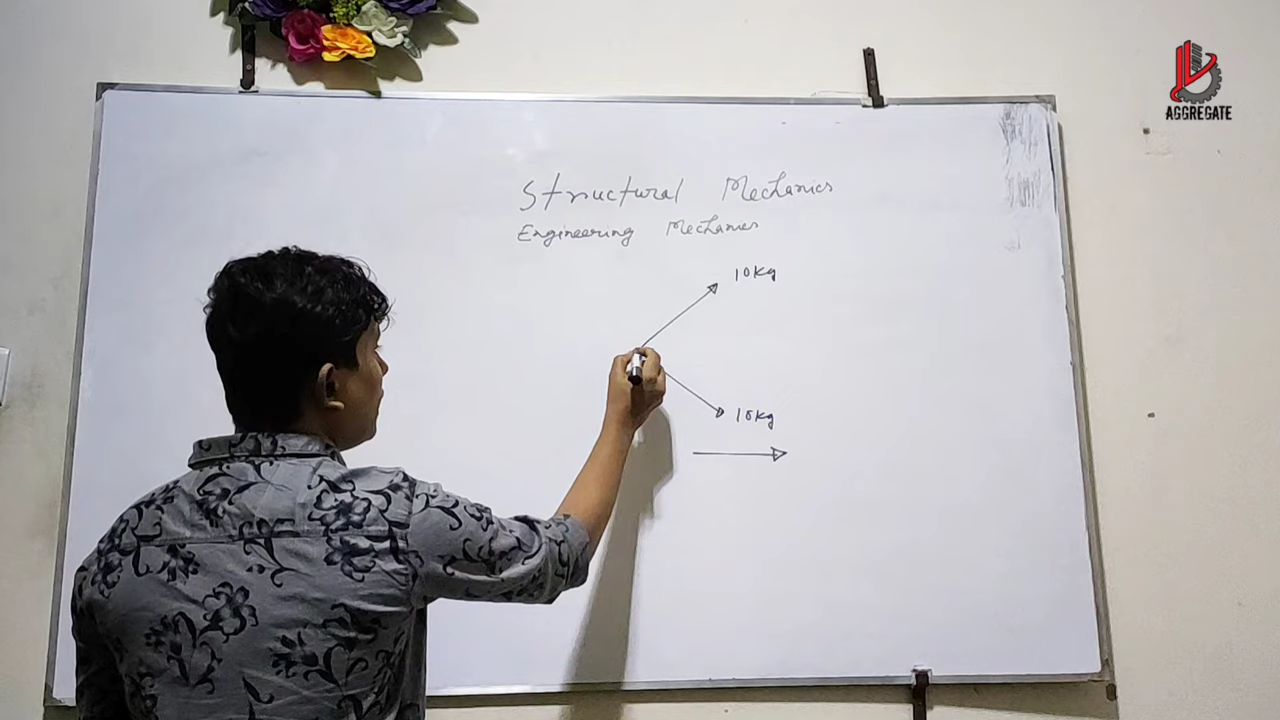 AGGREGATE
Structural Mechanics
Engineering Mechanics
10kg
10kg